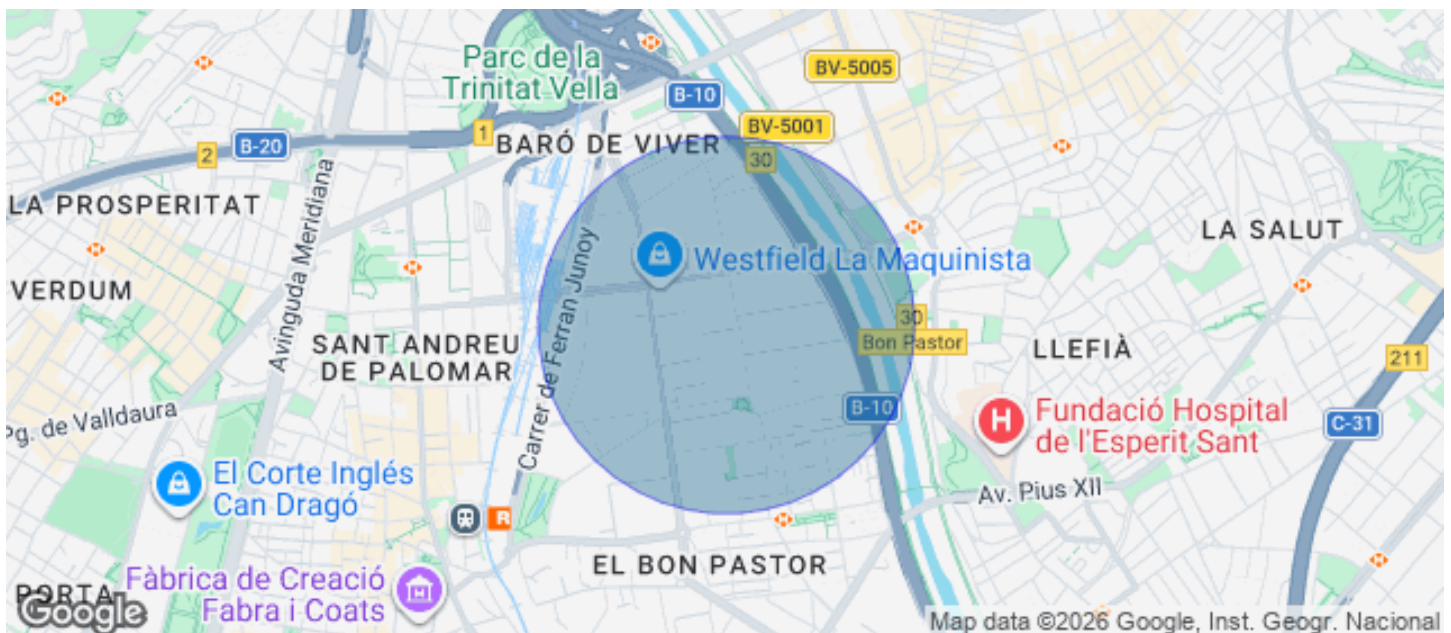 Parc de la
Trinitat Vella
BV-5005
B-10
BV-5001
1
B-20
2
BARÓ DE VIVER
30
LA PROSPERITAT
Avinguda Meridiana
LA SALUT
Westfield La Maquinista
VERDUM
Carrer de Ferran Junoy
30
Bon Pastor
SANT ANDREU
DE PALOMAR
LLEFIÀ
211
Pg. de Valldaura
B-10
C-31
H
Fundació Hospital
de l'Esperit Sant
El Corte Inglés
Can Dragó
Av. Pius XII
R
EL BON PASTOR
Fàbrica de Creació
Fabra i Coats
PORTA
Google
Map data ©2026 Google, Inst. Geogr. Nacional